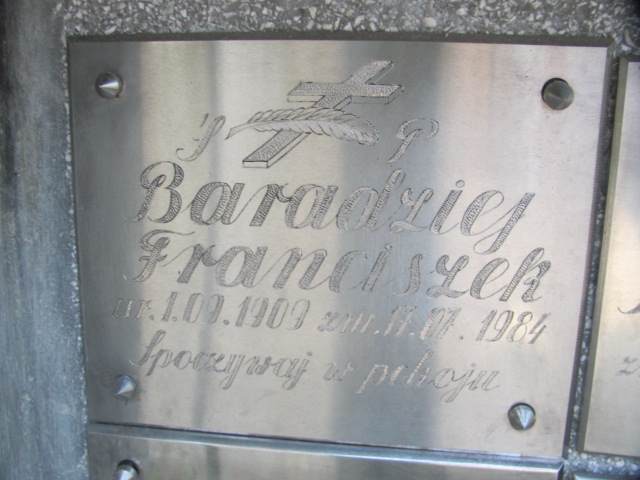 Ś P
Baradziej
Franciszek
ur. 1.09.1909 zm. 17.07.1984
Spoczywaj w pokoju